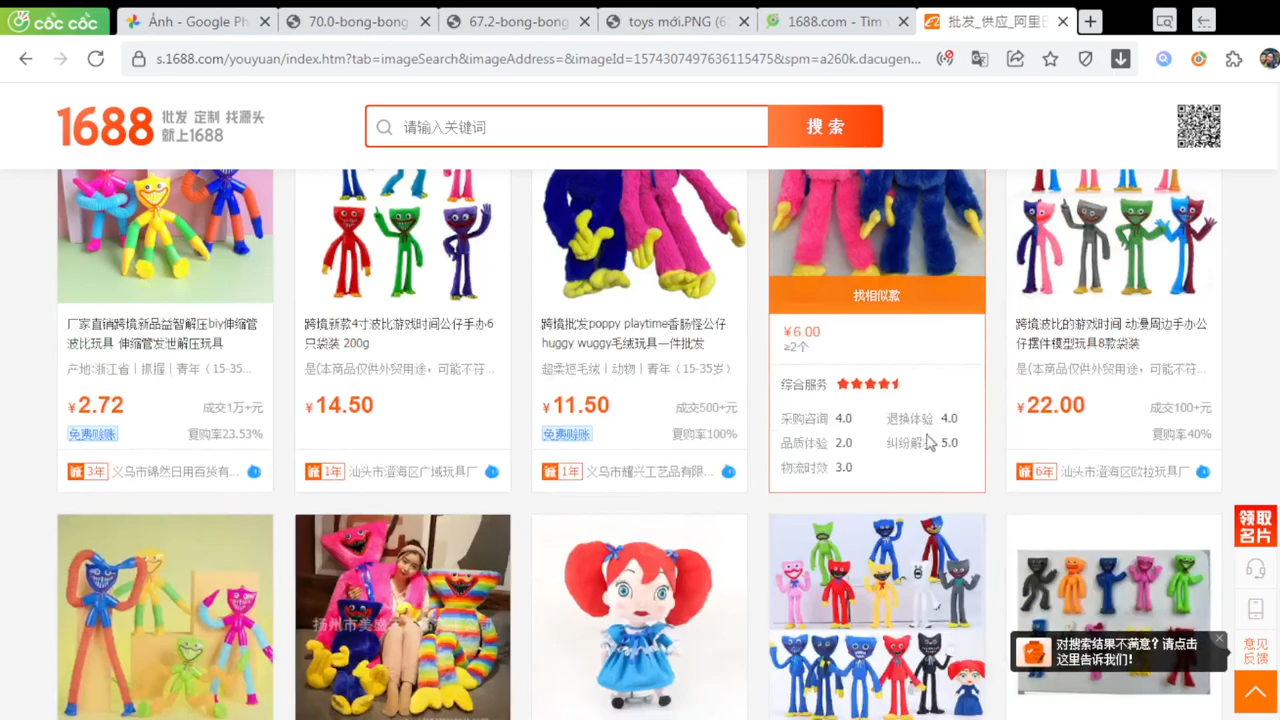 cốc cốc
Ảnh - Google Ph
70.0-bong-bong
67.2-bong-bong
toys mới.PNG (6
1688.com - Tìm
批发_供应_阿里巴
s.1688.com/youyuan/index.htm?tab=imageSearch&imageAddress=&imageId=1574307497636115475&spm=a260k.dacugen...
1688
批发 定制 找源头
就上1688
请输入关键词
搜 索
找相似款
厂家直销跨境新品益智解压biy伸缩管
波比玩具 伸缩管发泄解压玩具
产地:浙江省 | 抓握 | 青年（15-35...
¥2.72
成交1万+元
免费赊账
复购率23.53%
3年
义乌市锦然日用百货有...
跨境新款4寸波比游戏时间公仔手办6
只袋装 200g
是(本商品仅供外贸用途，可能不符...
¥14.50
1年
汕头市澄海区广域玩具厂
跨境批发poppy playtime香肠怪公仔
huggy wuggy毛绒玩具一件批发
超柔短毛绒 | 动物 | 青年（15-35岁）
¥11.50
成交500+元
免费赊账
复购率100%
1年
义乌市耀兴工艺品有限...
¥6.00
≥2个
综合服务
采购咨询 4.0
退换体验 4.0
品质体验 2.0
纠纷解 5.0
物流时效 3.0
跨境波比的游戏时间 动漫周边手办公
仔摆件模型玩具8款袋装
是(本商品仅供外贸用途，可能不符...
¥22.00
成交100+元
复购率40%
6年
汕头市澄海区欧拉玩具厂
扬州市美
领取
名片
意见
反馈
对搜索结果不满意？请点击
这里告诉我们！